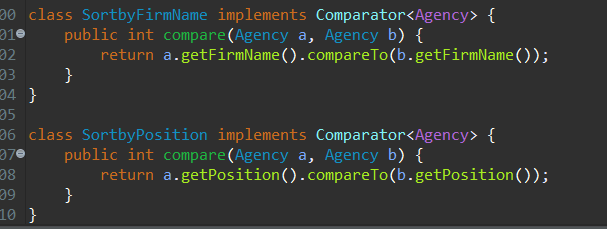 00 class SortbyFirmName implements Comparator<Agency> {
01 public int compare(Agency a, Agency b) {
02 return a.getFirmName().compareTo(b.getFirmName());
03 }
04 }
05
06 class SortbyPosition implements Comparator<Agency> {
07 public int compare(Agency a, Agency b) {
08 return a.getPosition().compareTo(b.getPosition());
09 }
10 }